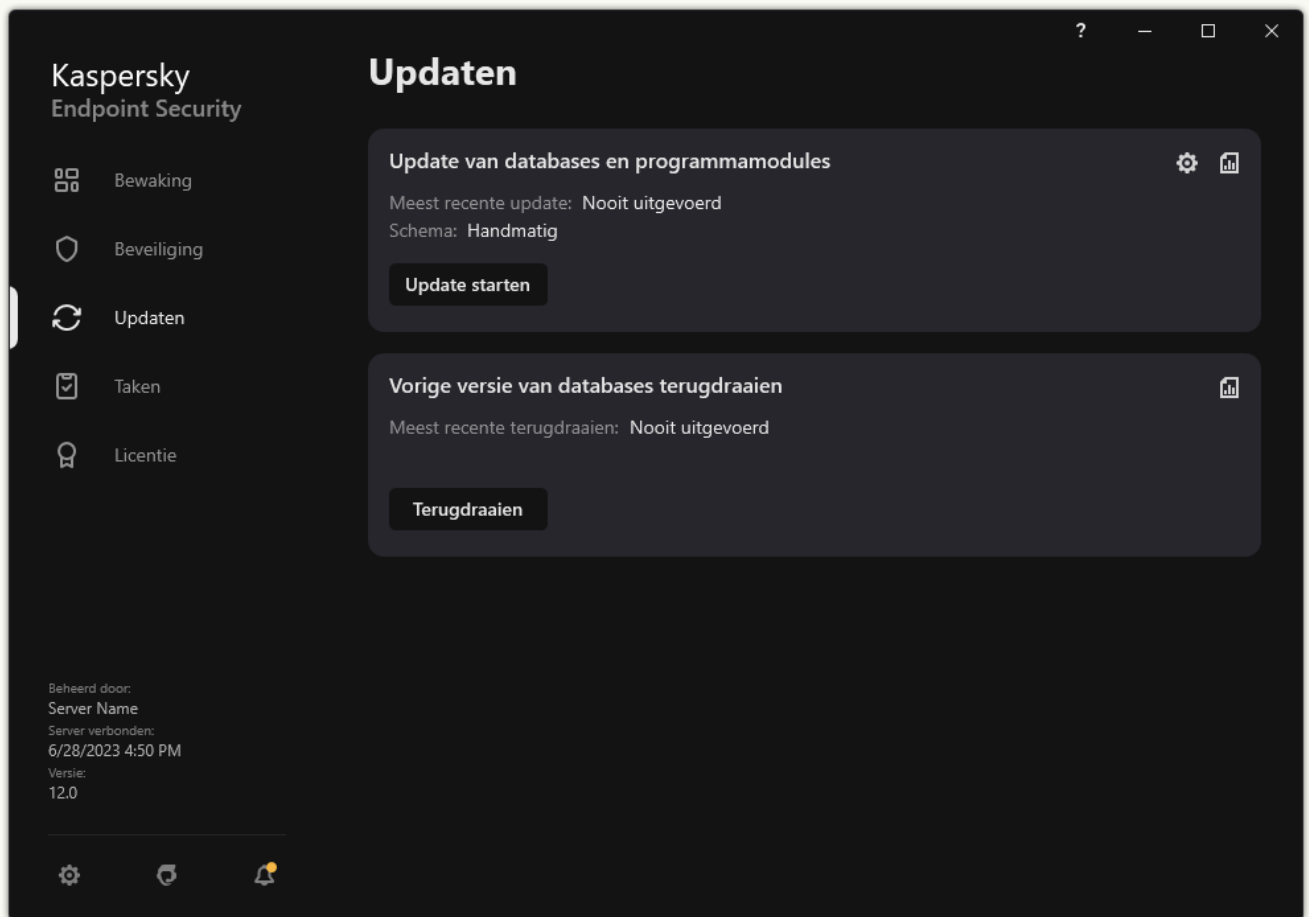 ?
Kaspersky
Endpoint Security
Bewaking
Beveiliging
Updaten
Taken
Licentie
Beheerd door:
Server Name
Server verbonden:
6/28/2023 4:50 PM
Versie:
12.0
Updaten
Update van databases en programmamodules
Meest recente update: Nooit uitgevoerd
Schema: Handmatig
Update starten
Vorige versie van databases terugdraaien
Meest recente terugdraaien: Nooit uitgevoerd
Terugdraaien